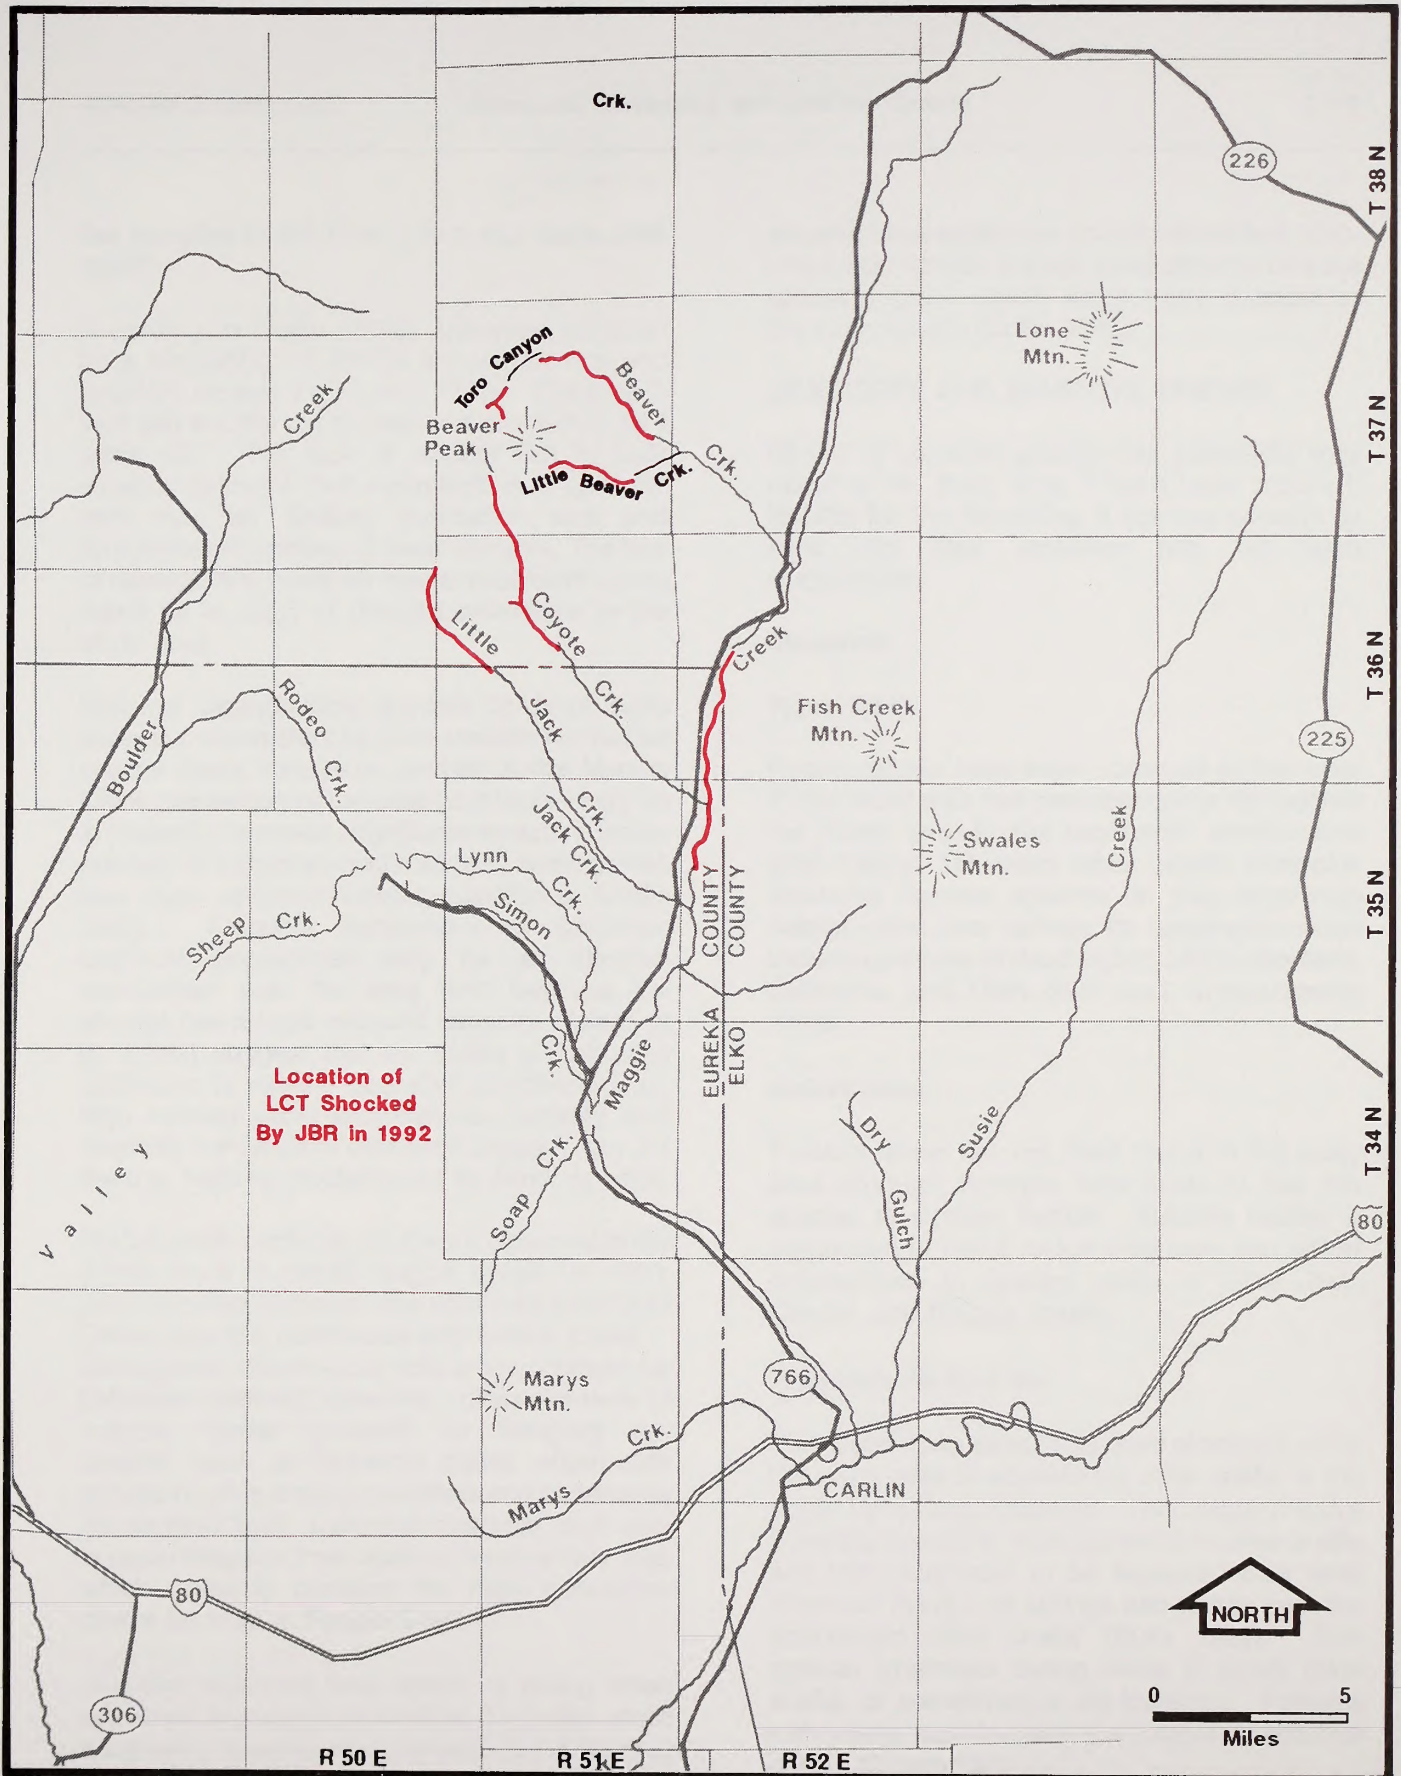 Crk.
226
T 38 N
Lone
Mtn.
Toro Canyon
Beaver
Crk.
Creek
Beaver
Peak
T 37 N
Little Beaver Crk.
Coyote
Crk.
Little
Jack
Crk.
Creek
T 36 N
Rodeo
Crk.
Fish Creek
Mtn.
225
Boulder
Jack Crk.
Creek
Swales
Mtn.
Lynn
Crk.
Simon
Crk.
Sheep Crk.
T 35 N
EUREKA COUNTY
ELKO COUNTY
Maggie
Location of
LCT Shocked
By JBR in 1992
Valley
Dry
Gulch
Susie
T 34 N
Soap Crk.
80
766
Marys
Mtn.
Marys Crk.
CARLIN
80
NORTH
306
0 5
Miles
R 50 E
R 51 E
R 52 E